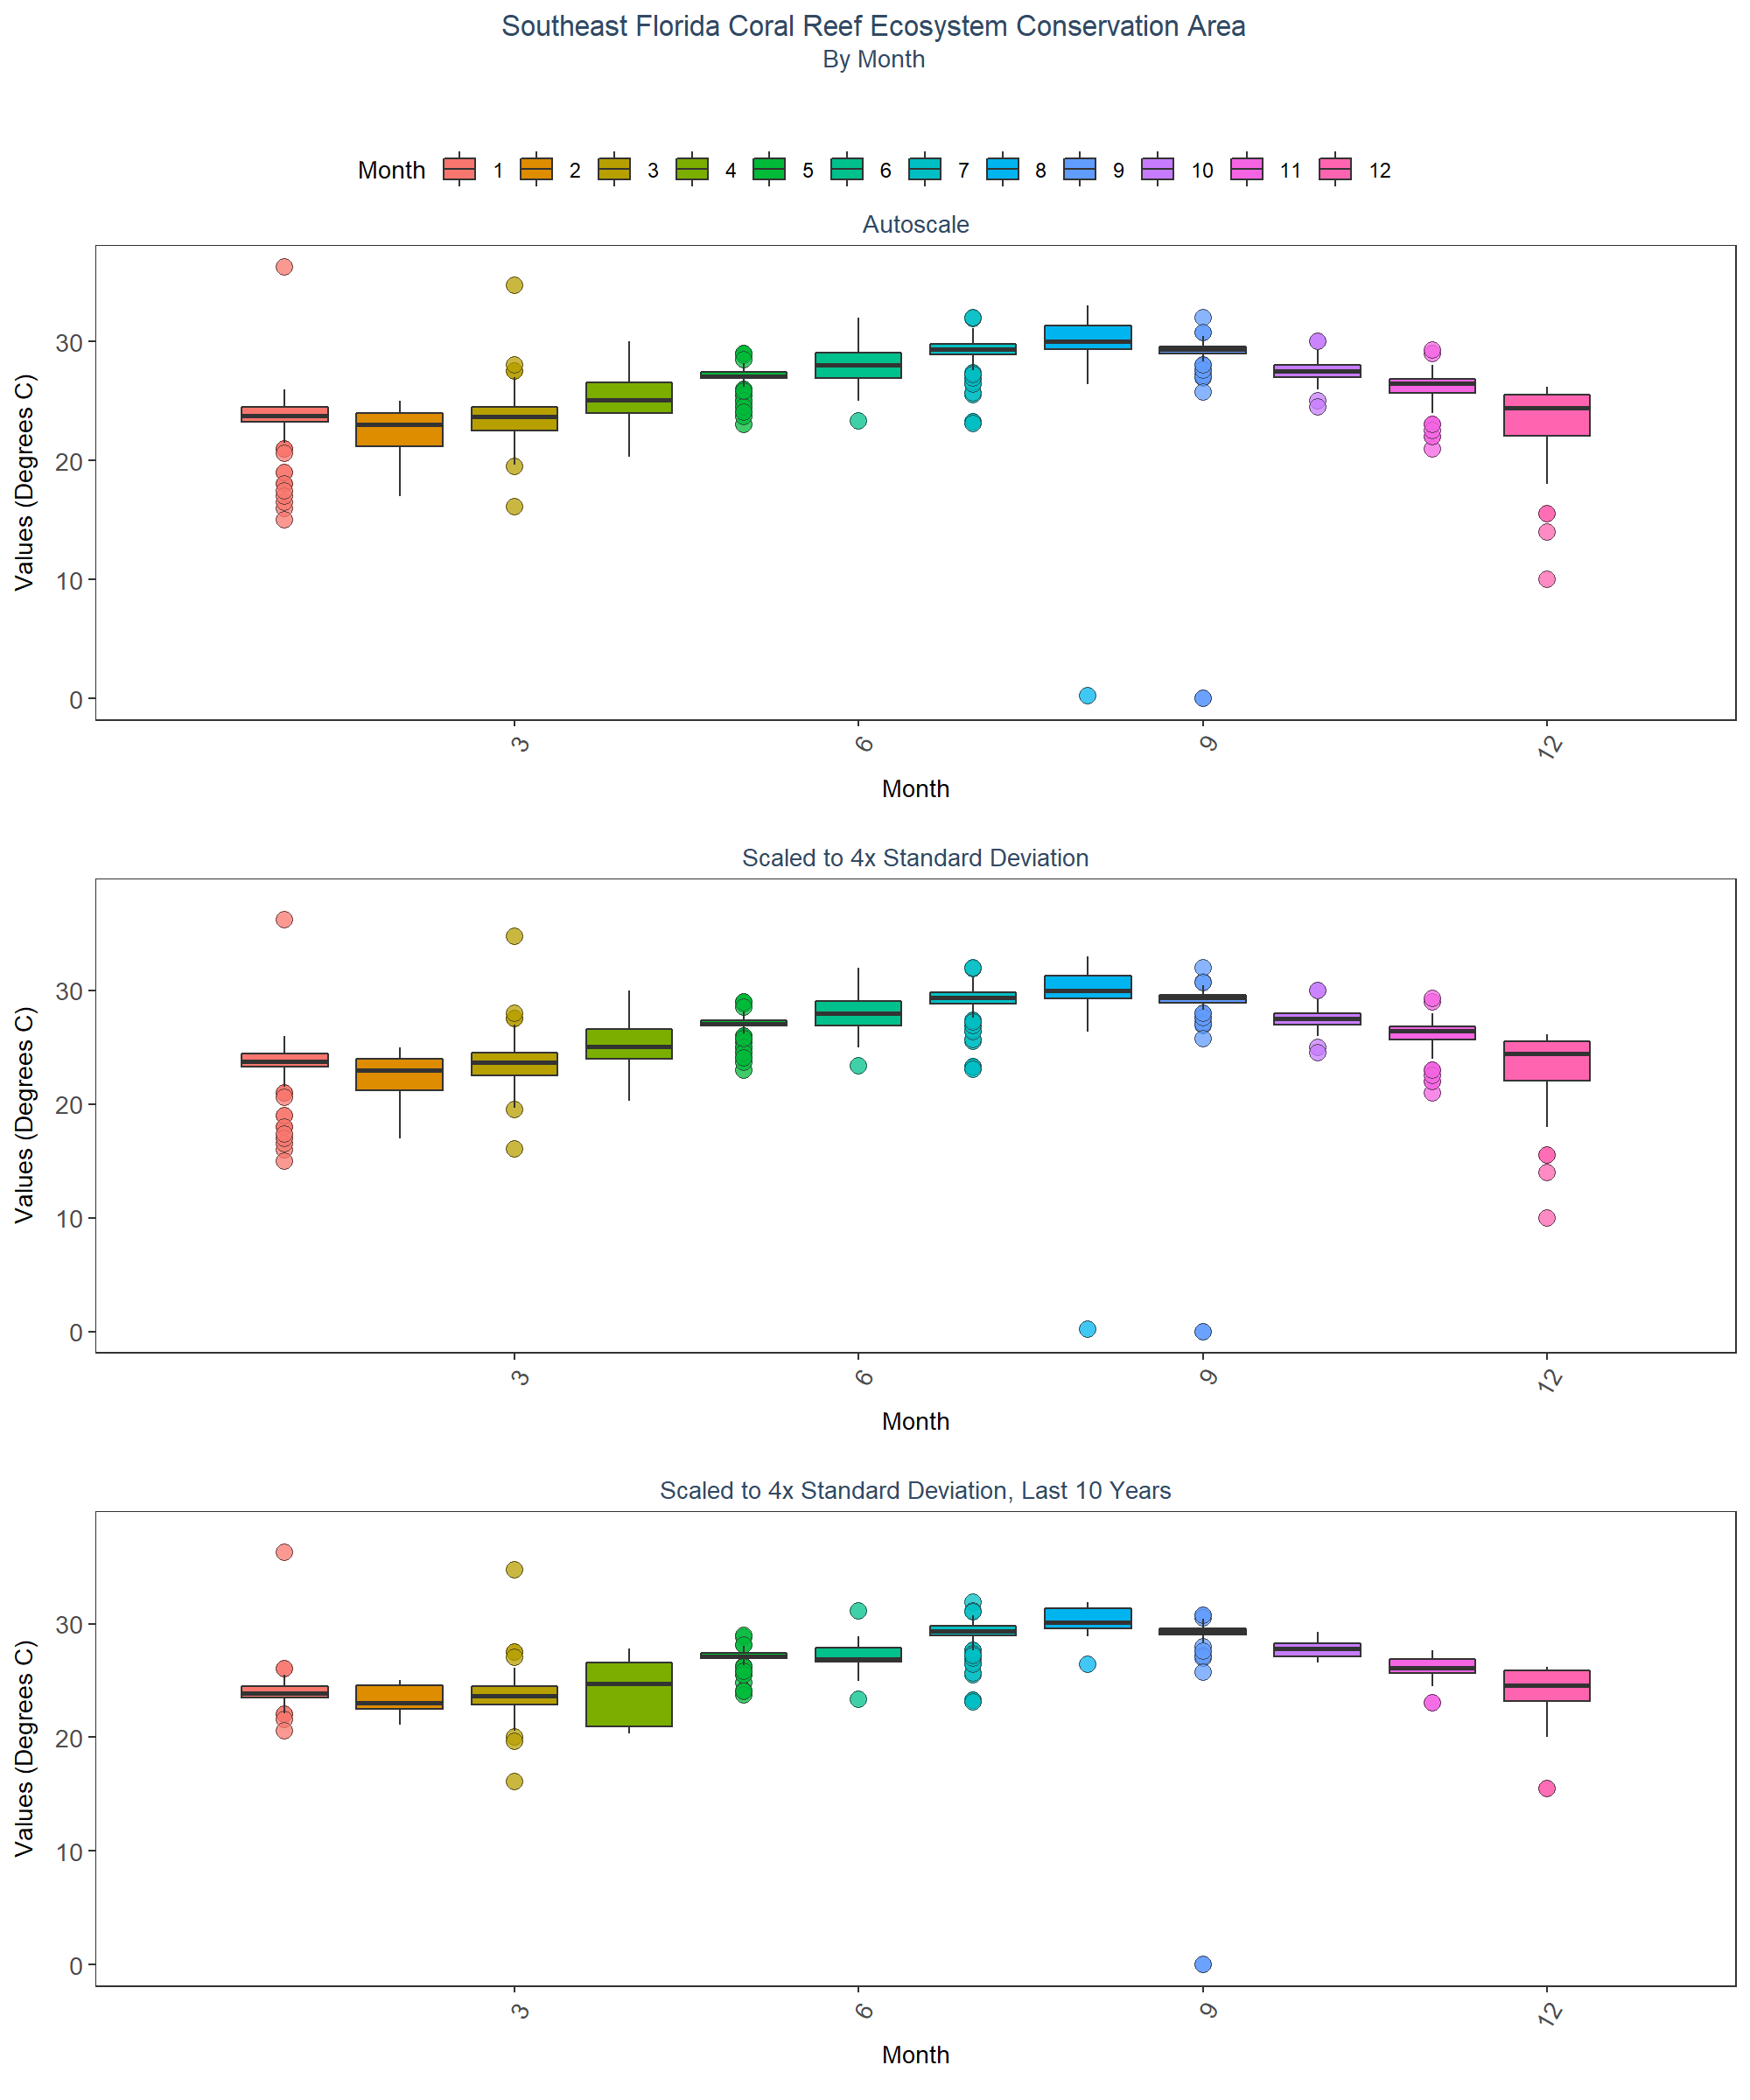 Southeast Florida Coral Reef Ecosystem Conservation Area
By Month
Month 1 2 3 4 5 6 7 8 9 10 11 12
Autoscale
Values (Degrees C)
30
20
10
0
3 6 9 12
Month
Scaled to 4x Standard Deviation
Values (Degrees C)
30
20
10
0
3 6 9 12
Month
Scaled to 4x Standard Deviation, Last 10 Years
Values (Degrees C)
30
20
10
0
3 6 9 12
Month